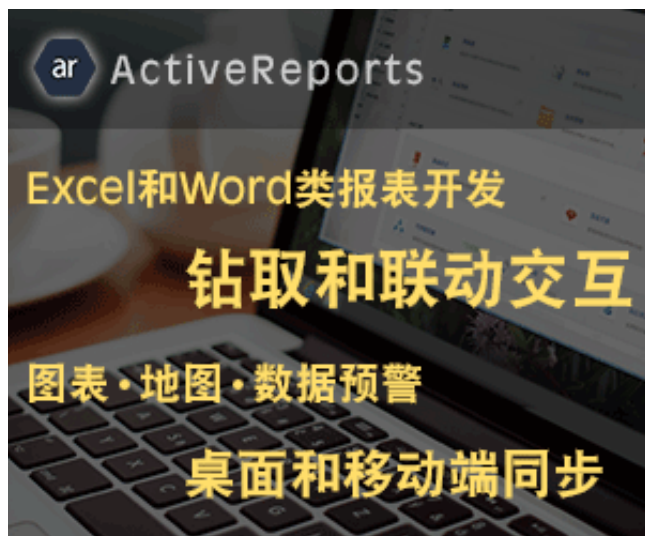 ar ActiveReports
Excel和Word类报表开发
钻取和联动交互
图表·地图·数据预警
桌面和移动端同步